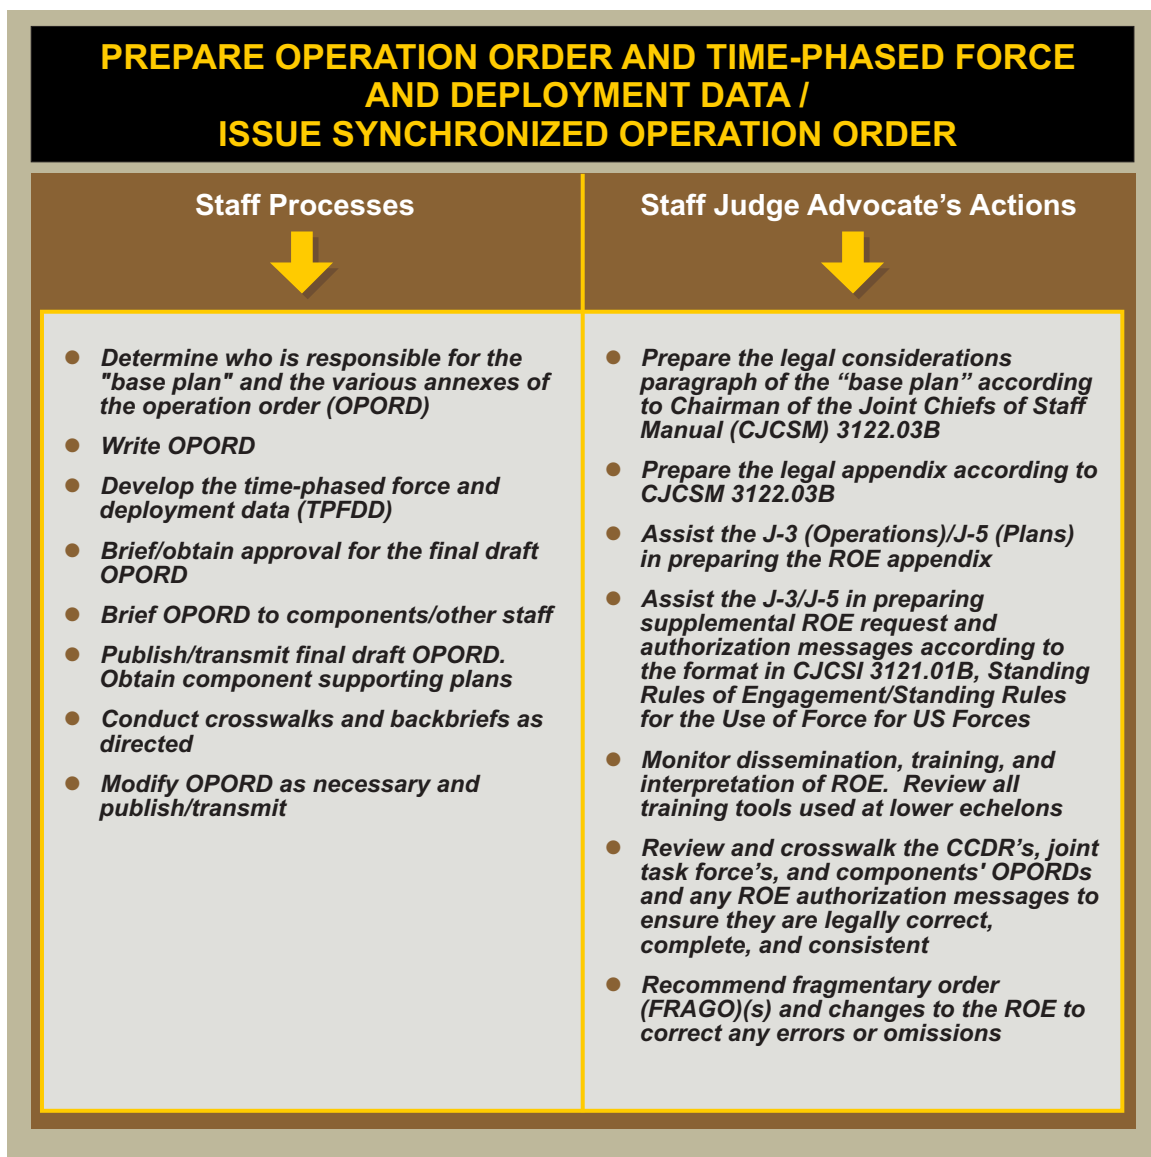 PREPARE OPERATION ORDER AND TIME-PHASED FORCE
AND DEPLOYMENT DATA /
ISSUE SYNCHRONIZED OPERATION ORDER
Staff Processes
● Determine who is responsible for the
"base plan" and the various annexes of
the operation order (OPORD)
● Write OPORD
● Develop the time-phased force and
deployment data (TPFDD)
● Brief/obtain approval for the final draft
OPORD
● Brief OPORD to components/other staff
● Publish/transmit final draft OPORD.
Obtain component supporting plans
● Conduct crosswalks and backbriefs as
directed
● Modify OPORD as necessary and
publish/transmit
Staff Judge Advocate’s Actions
● Prepare the legal considerations
paragraph of the “base plan” according
to Chairman of the Joint Chiefs of Staff
Manual (CJCSM) 3122.03B
● Prepare the legal appendix according to
CJCSM 3122.03B
● Assist the J-3 (Operations)/J-5 (Plans)
in preparing the ROE appendix
● Assist the J-3/J-5 in preparing
supplemental ROE request and
authorization messages according to
the format in CJCSI 3121.01B, Standing
Rules of Engagement/Standing Rules
for the Use of Force for US Forces
● Monitor dissemination, training, and
interpretation of ROE.  Review all
training tools used at lower echelons
● Review and crosswalk the CCDR’s, joint
task force’s, and components' OPORDs
and any ROE authorization messages to
ensure they are legally correct,
complete, and consistent
● Recommend fragmentary order
(FRAGO)(s) and changes to the ROE to
correct any errors or omissions